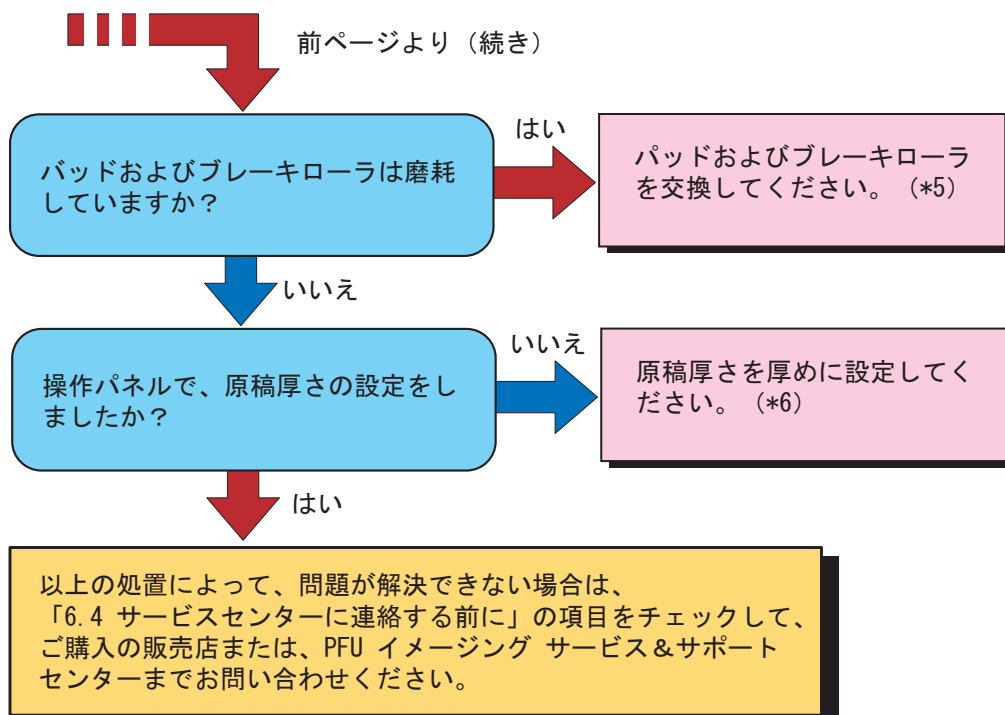 前ページより（続き）
バッドおよびブレーキローラは磨耗
していますか？
はい
パッドおよびブレーキローラ
を交換してください。（*5）
いいえ
操作パネルで、原稿厚さの設定をし
ましたか？
いいえ
原稿厚さを厚めに設定してく
ださい。（*6）
はい
以上の処置によって、問題が解決できない場合は、
「6.4 サービスセンターに連絡する前に」の項目をチェックして、
ご購入の販売店または、PFU イメージング サービス＆サポート
センターまでお問い合わせください。